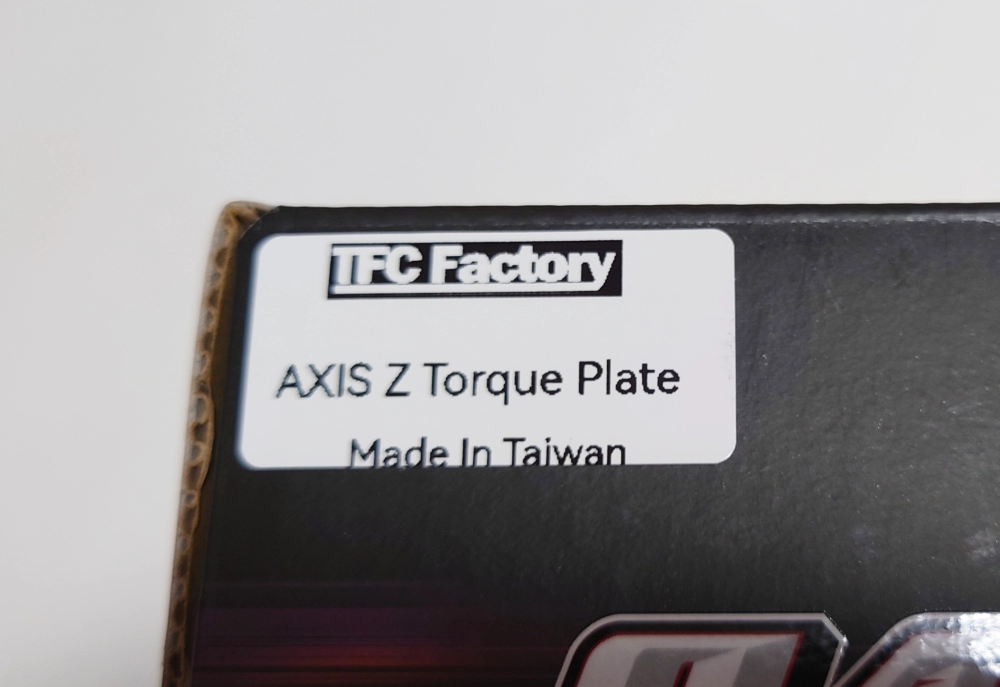 TFC Factory
AXIS Z Torque Plate
Made In Taiwan